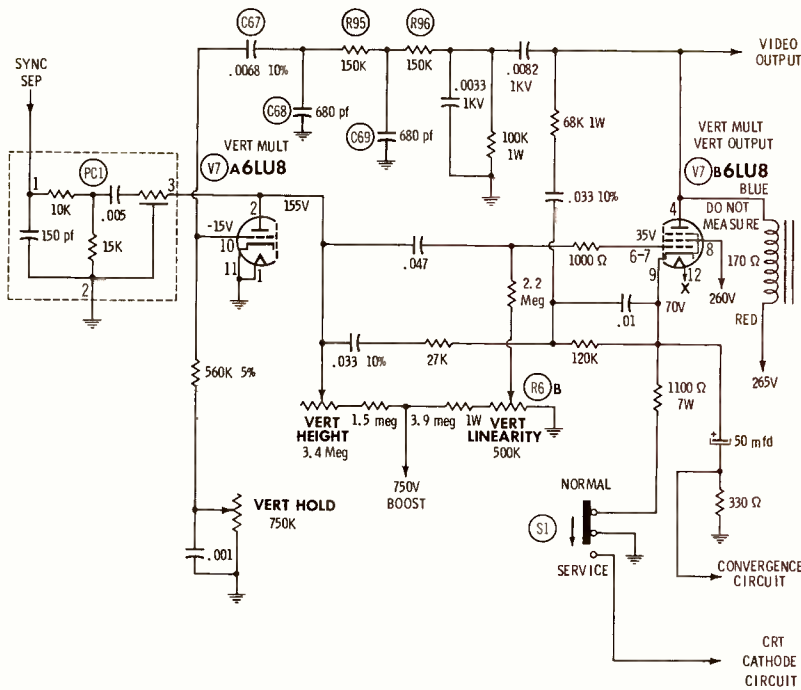 C67
R95
R96
.0068 10%
150K
150K
.0082
1KV
VIDEO
OUTPUT
SYNC
SEP
.0033
1KV
C68
680 pf
C69
680 pf
100K
1W
68K 1W
VERT MULT
V7 A 6LU8
VERT MULT
VERT OUTPUT
V7 B 6LU8
BLUE
DO NOT
MEASURE
PC1
1
3
10K
.005
150 pf
15K
2
155V
2
-15V
10
11
1
.033 10%
4
35V
6-7
8
9
12
X
170 Ω
260V
RED
265V
.047
1000 Ω
2.2
Meg
.01
70V
560K 5%
.033 10%
27K
120K
R6 B
1.5 meg
3.9 meg
1W
VERT
HEIGHT
3.4 Meg
VERT
LINEARITY
500K
1100 Ω
7W
+
50 mfd
750V
BOOST
NORMAL
VERT HOLD
750K
330 Ω
S1
.001
SERVICE
CONVERGENCE
CIRCUIT
CRT
CATHODE
CIRCUIT